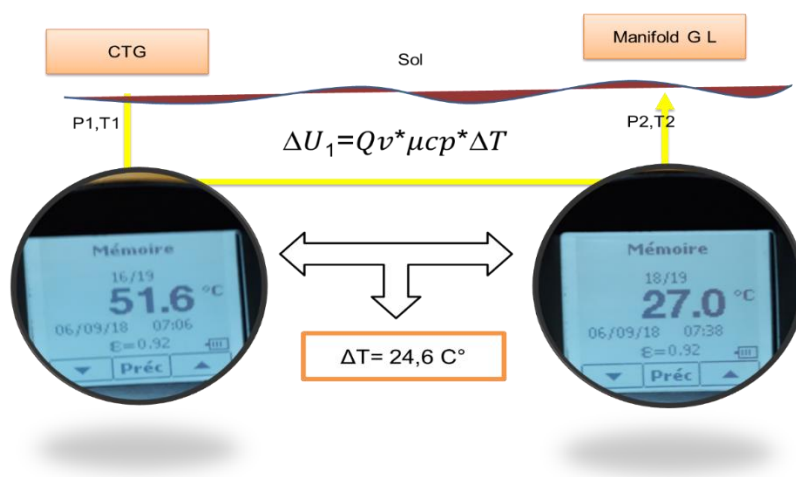 CTG
Manifold G L
Sol
P1,T1
P2,T2
ΔU₁=Qv*μcp*ΔT
Mémoire
16/19
51.6 °C
06/09/18 07:06
ε=0.92
Préc
Mémoire
18/19
27.0 °C
06/09/18 07:38
ε=0.92
Préc
ΔT= 24,6 C°